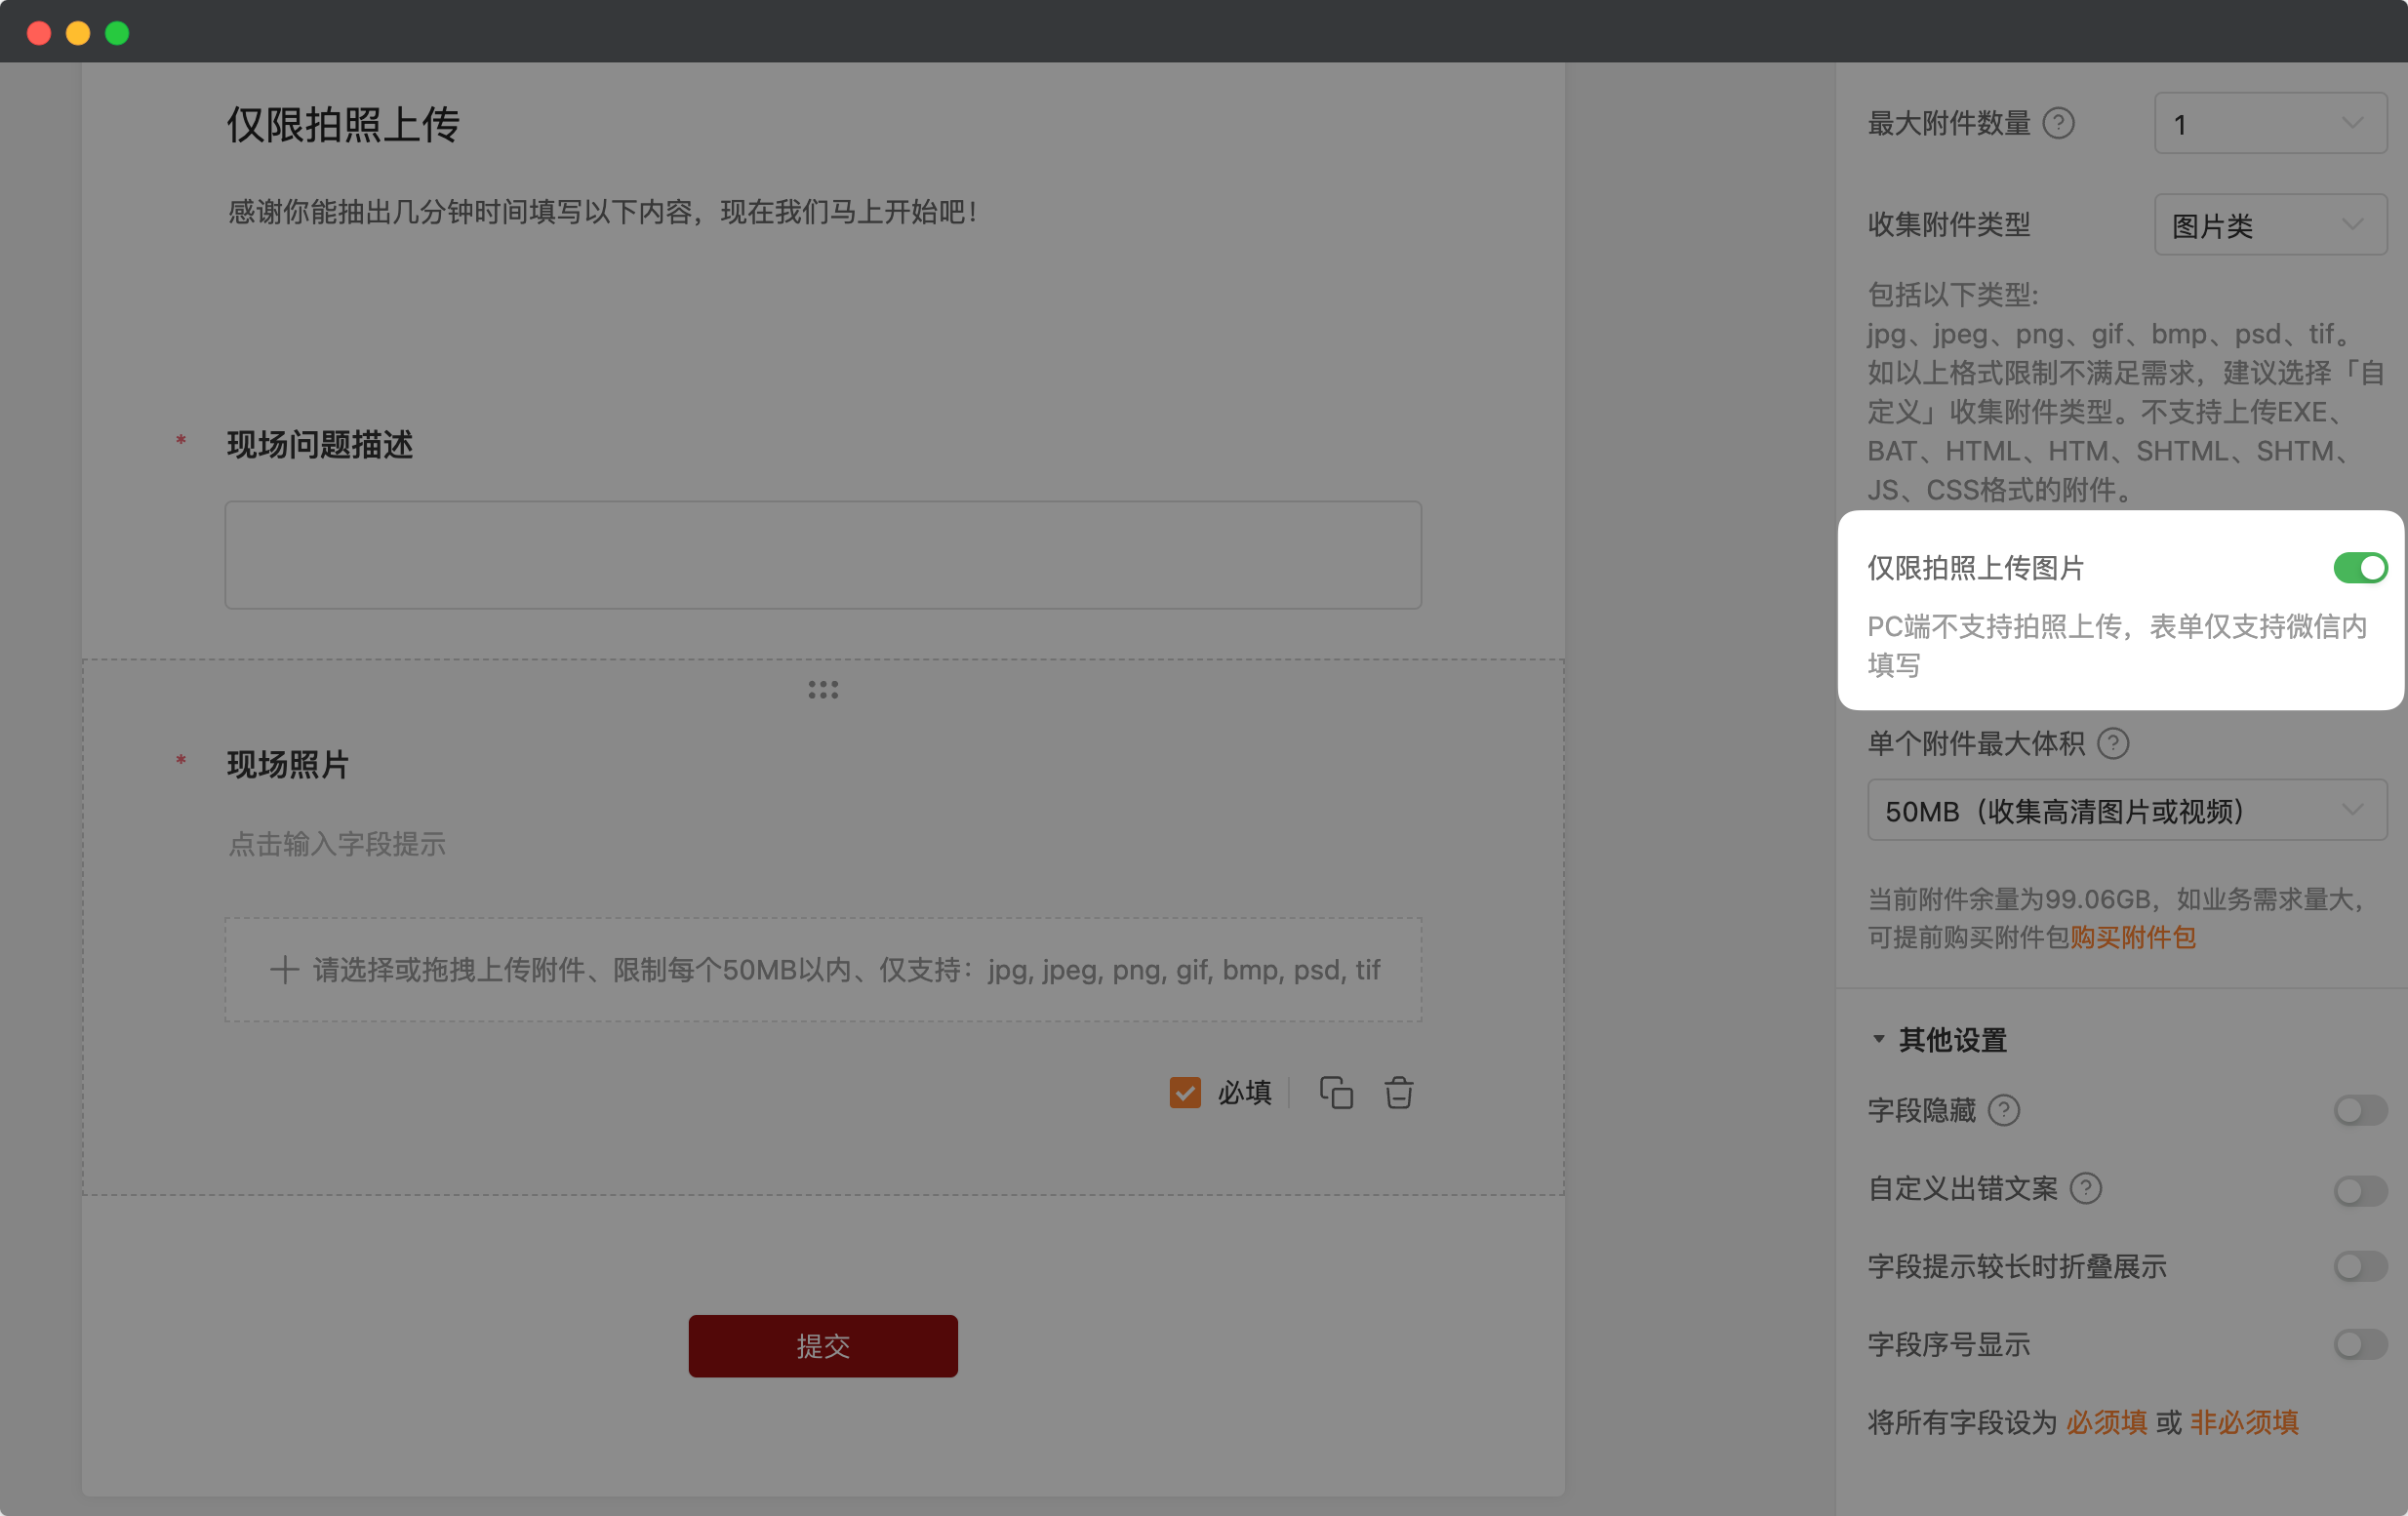 仅限拍照上传
感谢你能抽出几分钟时间填写以下内容，现在我们马上开始吧！
* 现场问题描述
* 现场照片
点击输入字段提示
请选择或拖拽上传附件、限制每个50MB以内、仅支持：jpg, jpeg, png, gif, bmp, psd, tif
必填
提交
最大附件数量 ? 1
收集附件类型 图片类
包括以下类型:
jpg、jpeg、png、gif、bmp、psd、tif。
如以上格式限制不满足需求，建议选择「自
定义」收集附件类型。不支持上传EXE、
BAT、HTML、HTM、SHTML、SHTM、
JS、CSS格式的附件。
仅限拍照上传图片
PC端不支持拍照上传，表单仅支持微信内
填写
单个附件最大体积 ?
50MB（收集高清图片或视频）
当前附件余量为99.06GB，如业务需求量大，
可提前购买附件包购买附件包
其他设置
字段隐藏 ?
自定义出错文案 ?
字段提示较长时折叠展示
字段序号显示
将所有字段设为 必须填 或 非必须填